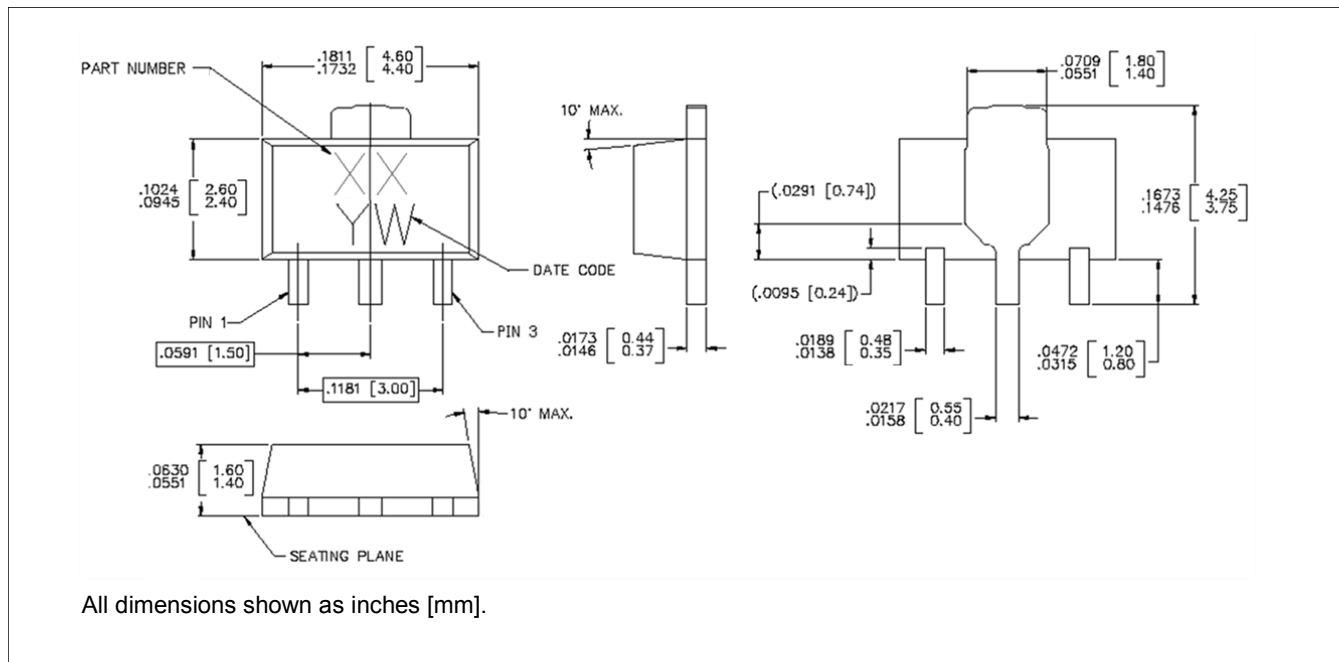 PART NUMBER
.1811 [ 4.60
.1732 4.40 ]
.1024 [ 2.60
.0945 2.40 ]
XX
YW
DATE CODE
PIN 1
PIN 3
.0591 [1.50]
.1181 [3.00]
10° MAX.
.0630 [ 1.60
.0551 1.40 ]
SEATING PLANE
10° MAX.
.0173 [ 0.44
.0146 0.37 ]
.0709 [ 1.80
.0551 1.40 ]
(.0291 [0.74])
(.0095 [0.24])
.1673 [ 4.25
.1476 3.75 ]
.0189 [ 0.48
.0138 0.35 ]
.0472 [ 1.20
.0315 0.80 ]
.0217 [ 0.55
.0158 0.40 ]
All dimensions shown as inches [mm].